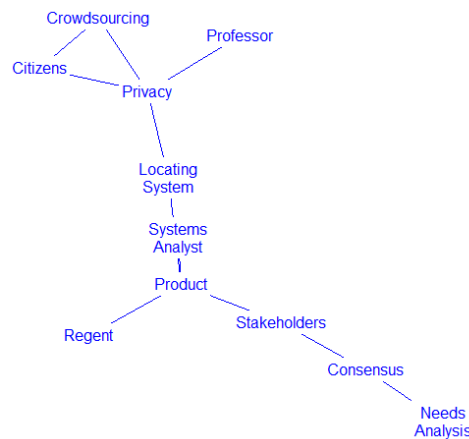 Crowdsourcing
Professor
Citizens
Privacy
Locating
System
Systems
Analyst
Product
Stakeholders
Regent
Consensus
Needs
Analysis